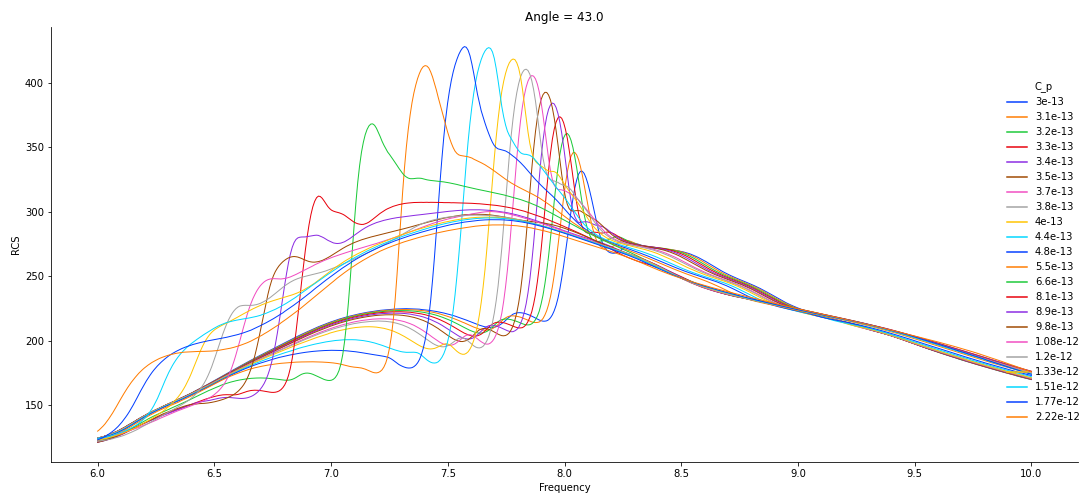 Angle = 43.0
RCS
400
350
300
250
200
150
6.0 6.5 7.0 7.5 8.0 8.5 9.0 9.5 10.0
Frequency
C_p
3e-13
3.1e-13
3.2e-13
3.3e-13
3.4e-13
3.5e-13
3.7e-13
3.8e-13
4e-13
4.4e-13
4.8e-13
5.5e-13
6.6e-13
8.1e-13
8.9e-13
9.8e-13
1.08e-12
1.2e-12
1.33e-12
1.51e-12
1.77e-12
2.22e-12